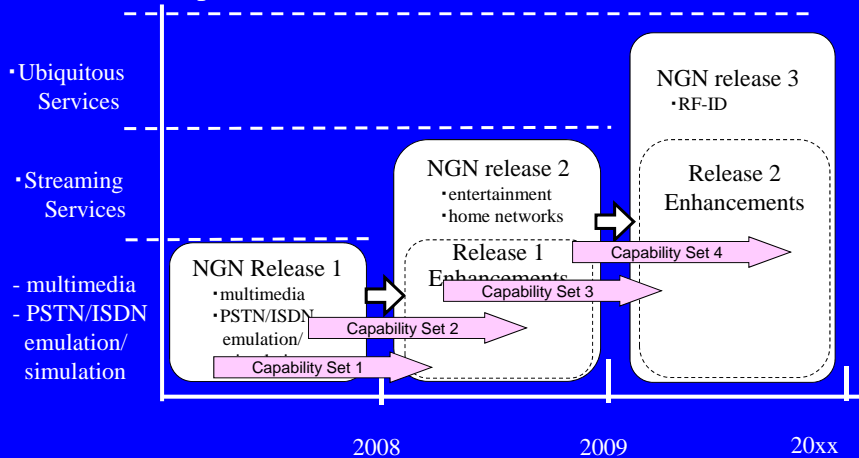 ・Ubiquitous
Services
・Streaming
Services
- multimedia
- PSTN/ISDN
emulation/
simulation
NGN Release 1
・multimedia
・PSTN/ISDN
emulation/
NGN release 2
・entertainment
・home networks
Release 1
Enhancements
NGN release 3
・RF-ID
Release 2
Enhancements
Capability Set 4
Capability Set 3
Capability Set 2
Capability Set 1
2008
2009
20xx